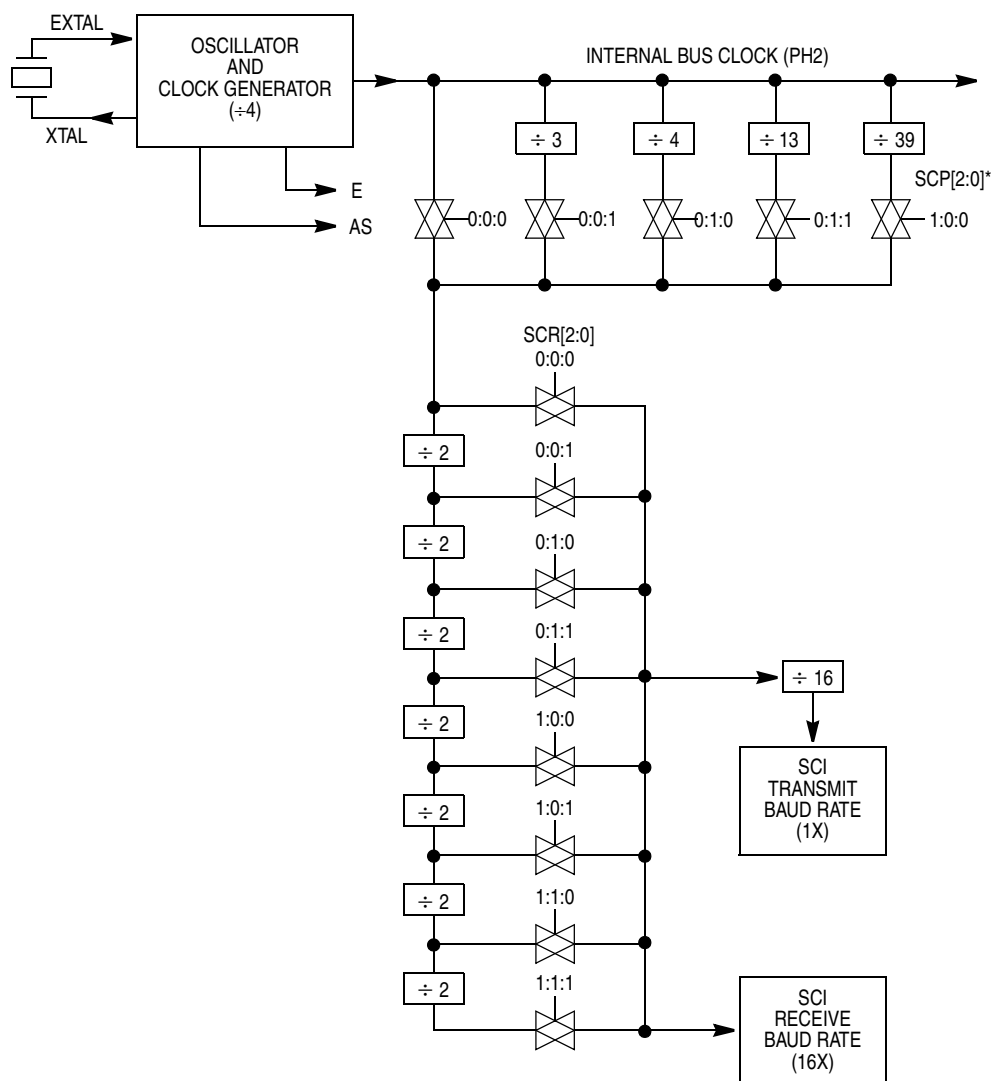 EXTAL
XTAL
OSCILLATOR
AND
CLOCK GENERATOR
(÷4)
E
AS
INTERNAL BUS CLOCK (PH2)
÷ 3
÷ 4
÷ 13
÷ 39
SCP[2:0]*
0:0:0
0:0:1
0:1:0
0:1:1
1:0:0
SCR[2:0]
0:0:0
÷ 2
0:0:1
÷ 2
0:1:0
÷ 2
0:1:1
÷ 16
÷ 2
1:0:0
SCI
TRANSMIT
BAUD RATE
(1X)
÷ 2
1:0:1
÷ 2
1:1:0
÷ 2
1:1:1
SCI
RECEIVE
BAUD RATE
(16X)